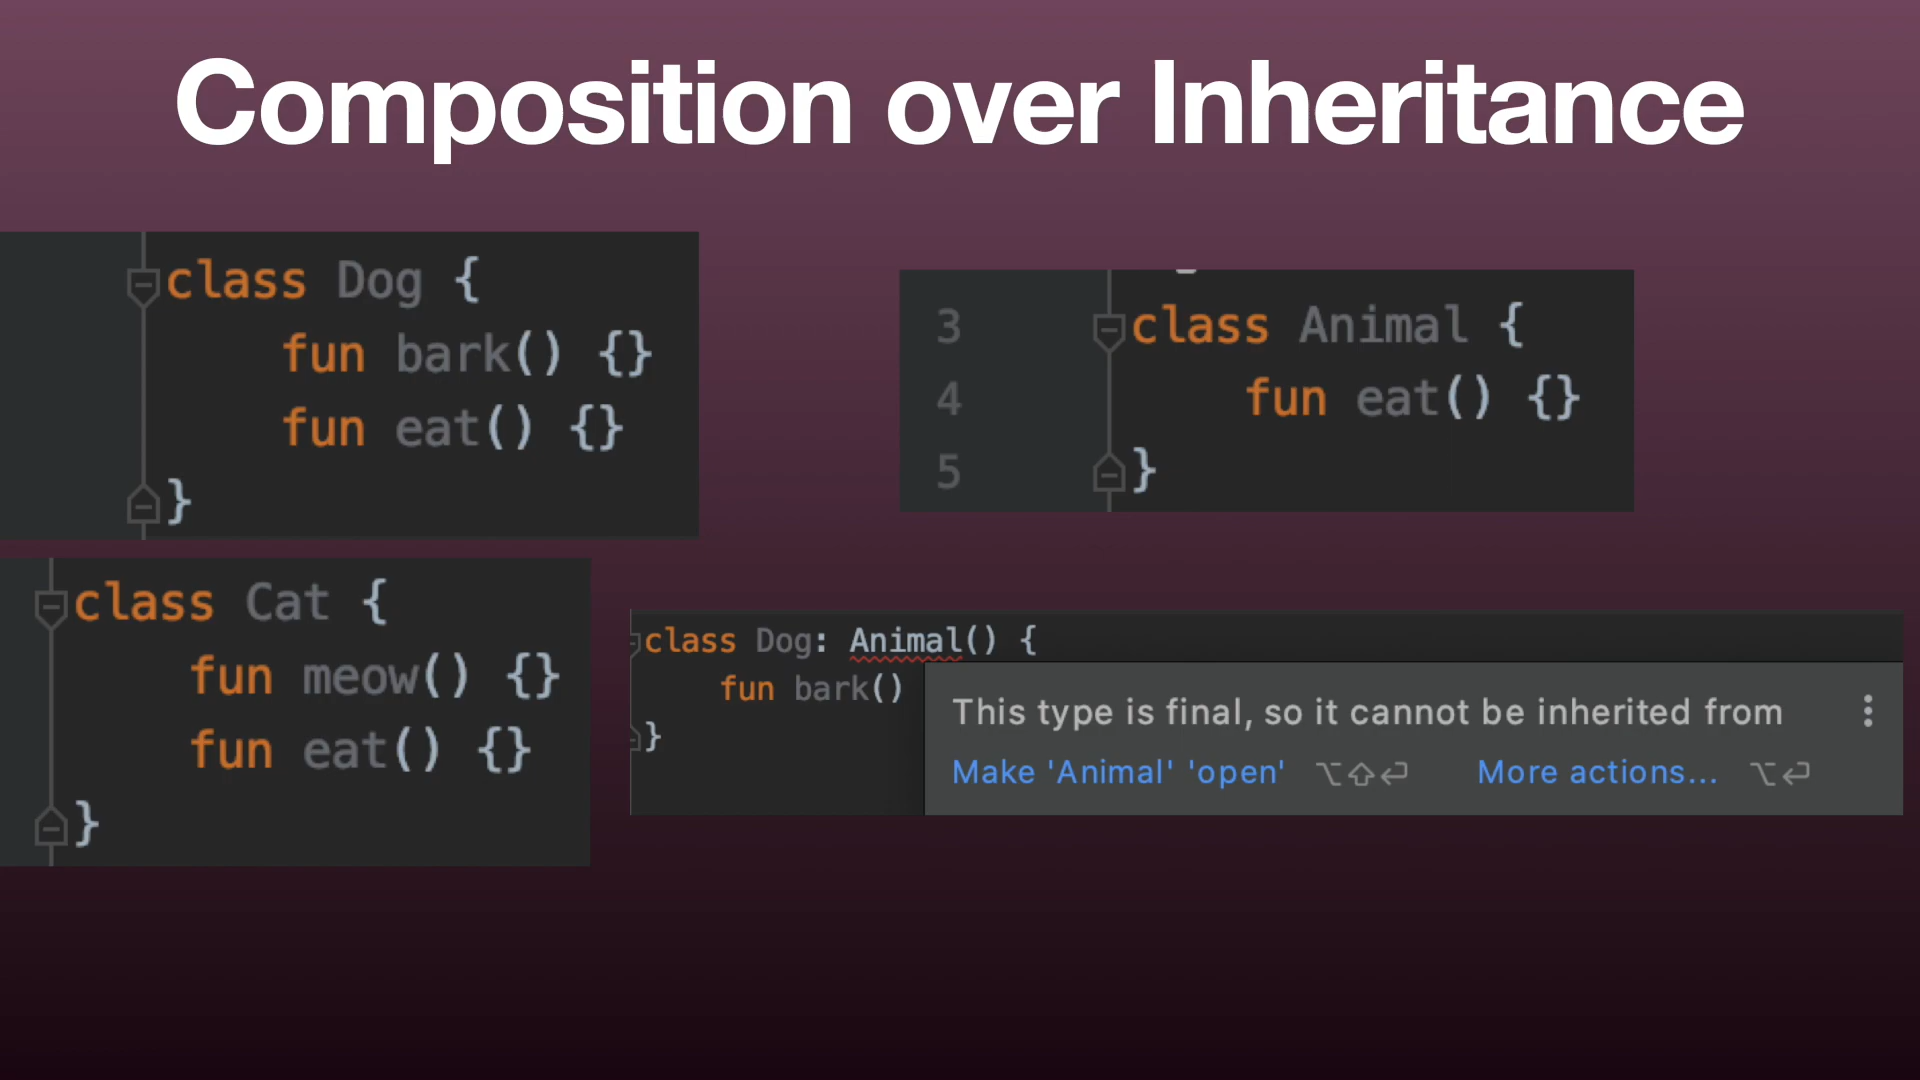 Composition over Inheritance
class Dog {
fun bark() {}
fun eat() {}
}
class Cat {
fun meow() {}
fun eat() {}
}
3 class Animal {
4 fun eat() {}
5 }
class Dog: Animal() {
fun bark()
}
This type is final, so it cannot be inherited from
Make 'Animal' 'open' ⌥⇧⏎ More actions... ⌥⏎